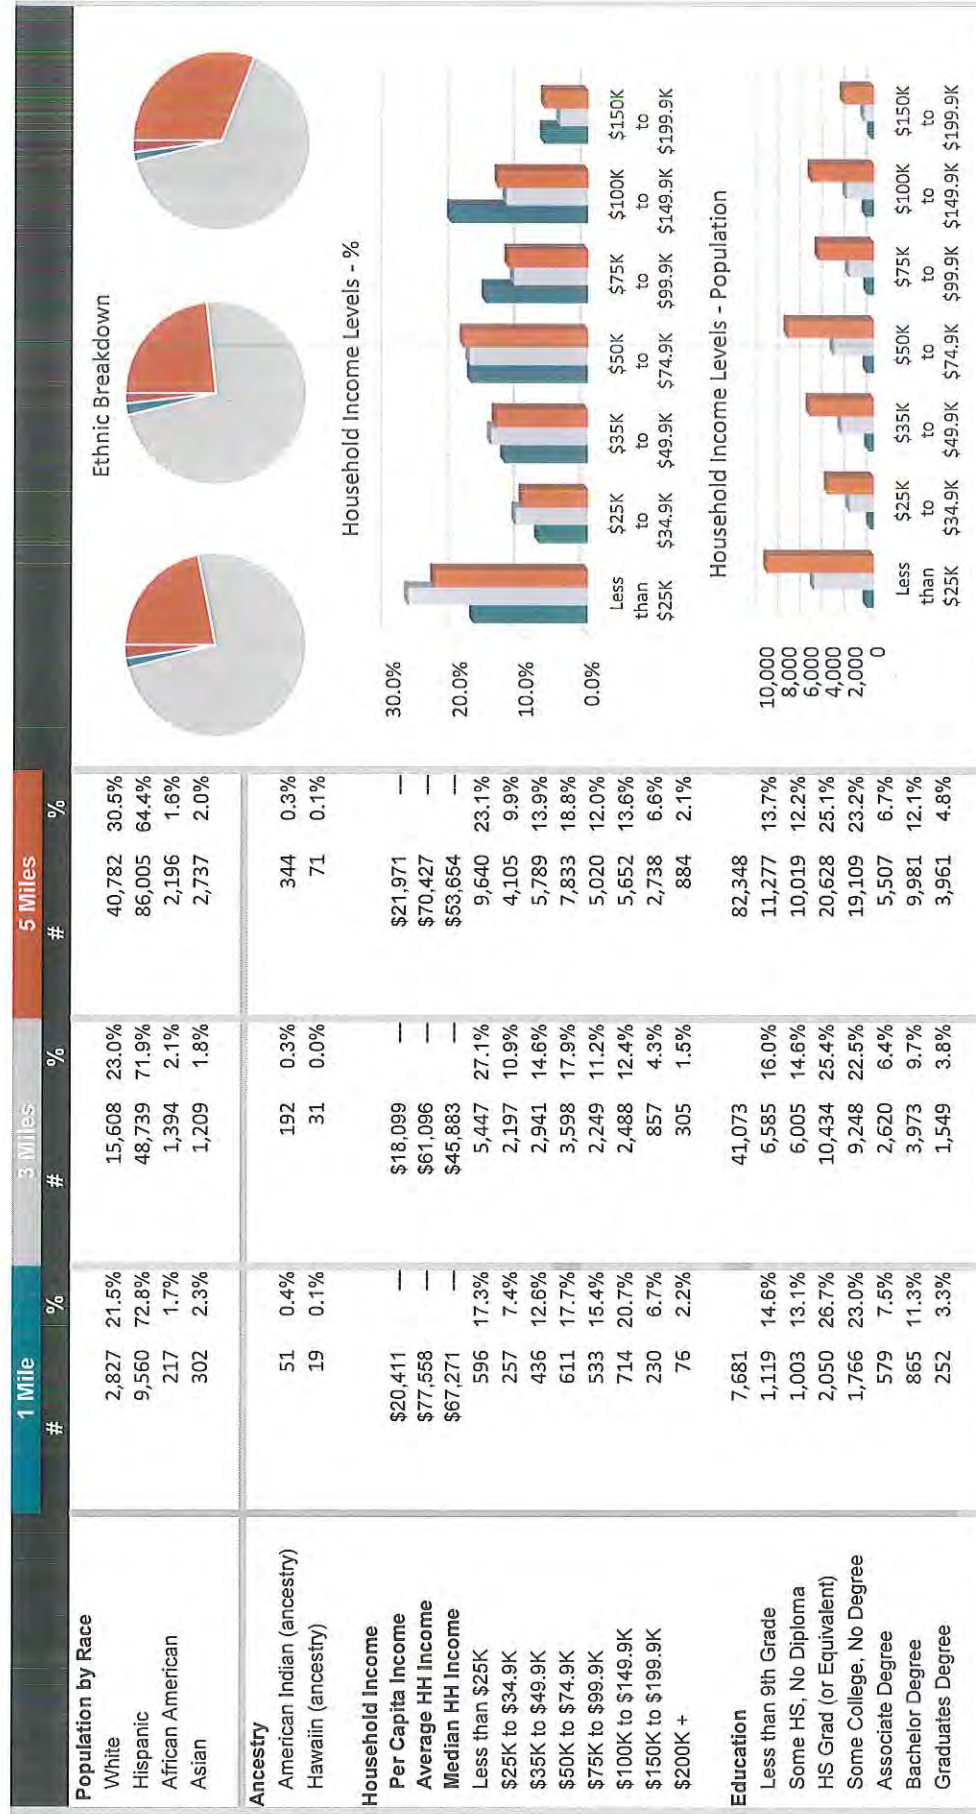 1 Mile 3 Miles 5 Miles
# % # % # %
Population by Race
White 2,827 21.5% 15,608 23.0% 40,782 30.5%
Hispanic 9,560 72.8% 48,739 71.9% 86,005 64.4%
African American 217 1.7% 1,394 2.1% 2,196 1.6%
Asian 302 2.3% 1,209 1.8% 2,737 2.0%
Ancestry
American Indian (ancestry) 51 0.4% 192 0.3% 344 0.3%
Hawaiin (ancestry) 19 0.1% 31 0.0% 71 0.1%
Household Income
Per Capita Income $20,411 — $18,099 — $21,971 —
Average HH Income $77,558 — $61,096 — $70,427 —
Median HH Income $67,271 — $45,883 — $53,654 —
Less than $25K 596 17.3% 5,447 27.1% 9,640 23.1%
$25K to $34.9K 257 7.4% 2,197 10.9% 4,105 9.9%
$35K to $49.9K 436 12.6% 2,941 14.6% 5,789 13.9%
$50K to $74.9K 611 17.7% 3,598 17.9% 7,833 18.8%
$75K to $99.9K 533 15.4% 2,249 11.2% 5,020 12.0%
$100K to $149.9K 714 20.7% 2,488 12.4% 5,652 13.6%
$150K to $199.9K 230 6.7% 857 4.3% 2,738 6.6%
$200K + 76 2.2% 305 1.5% 884 2.1%
Education 7,681 41,073 82,348
Less than 9th Grade 1,119 14.6% 6,585 16.0% 11,277 13.7%
Some HS, No Diploma 1,003 13.1% 6,005 14.6% 10,019 12.2%
HS Grad (or Equivalent) 2,050 26.7% 10,434 25.4% 20,628 25.1%
Some College, No Degree 1,766 23.0% 9,248 22.5% 19,109 23.2%
Associate Degree 579 7.5% 2,620 6.4% 5,507 6.7%
Bachelor Degree 865 11.3% 3,973 9.7% 9,981 12.1%
Graduates Degree 252 3.3% 1,549 3.8% 3,961 4.8%
Ethnic Breakdown
Household Income Levels - %
30.0%
20.0%
10.0%
0.0%
Less $25K $35K $50K $75K $100K $150K
than to to to to to to
$25K $34.9K $49.9K $74.9K $99.9K $149.9K $199.9K
Household Income Levels - Population
10,000
8,000
6,000
4,000
2,000
0
Less $25K $35K $50K $75K $100K $150K
than to to to to to to
$25K $34.9K $49.9K $74.9K $99.9K $149.9K $199.9K